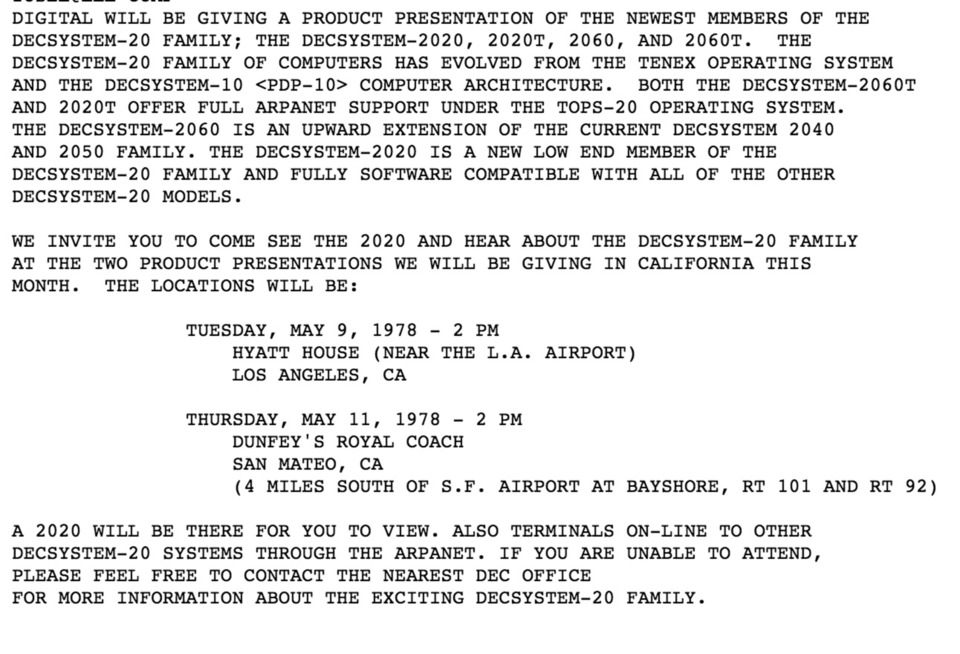 DIGITAL WILL BE GIVING A PRODUCT PRESENTATION OF THE NEWEST MEMBERS OF THE
DECSYSTEM-20 FAMILY; THE DECSYSTEM-2020, 2020T, 2060, AND 2060T. THE
DECSYSTEM-20 FAMILY OF COMPUTERS HAS EVOLVED FROM THE TENEX OPERATING SYSTEM
AND THE DECSYSTEM-10 <PDP-10> COMPUTER ARCHITECTURE. BOTH THE DECSYSTEM-2060T
AND 2020T OFFER FULL ARPANET SUPPORT UNDER THE TOPS-20 OPERATING SYSTEM.
THE DECSYSTEM-2060 IS AN UPWARD EXTENSION OF THE CURRENT DECSYSTEM 2040
AND 2050 FAMILY. THE DECSYSTEM-2020 IS A NEW LOW END MEMBER OF THE
DECSYSTEM-20 FAMILY AND FULLY SOFTWARE COMPATIBLE WITH ALL OF THE OTHER
DECSYSTEM-20 MODELS.
WE INVITE YOU TO COME SEE THE 2020 AND HEAR ABOUT THE DECSYSTEM-20 FAMILY
AT THE TWO PRODUCT PRESENTATIONS WE WILL BE GIVING IN CALIFORNIA THIS
MONTH. THE LOCATIONS WILL BE:
TUESDAY, MAY 9, 1978 - 2 PM
HYATT HOUSE (NEAR THE L.A. AIRPORT)
LOS ANGELES, CA
THURSDAY, MAY 11, 1978 - 2 PM
DUNFEY'S ROYAL COACH
SAN MATEO, CA
(4 MILES SOUTH OF S.F. AIRPORT AT BAYSHORE, RT 101 AND RT 92)
A 2020 WILL BE THERE FOR YOU TO VIEW. ALSO TERMINALS ON-LINE TO OTHER
DECSYSTEM-20 SYSTEMS THROUGH THE ARPANET. IF YOU ARE UNABLE TO ATTEND,
PLEASE FEEL FREE TO CONTACT THE NEAREST DEC OFFICE
FOR MORE INFORMATION ABOUT THE EXCITING DECSYSTEM-20 FAMILY.